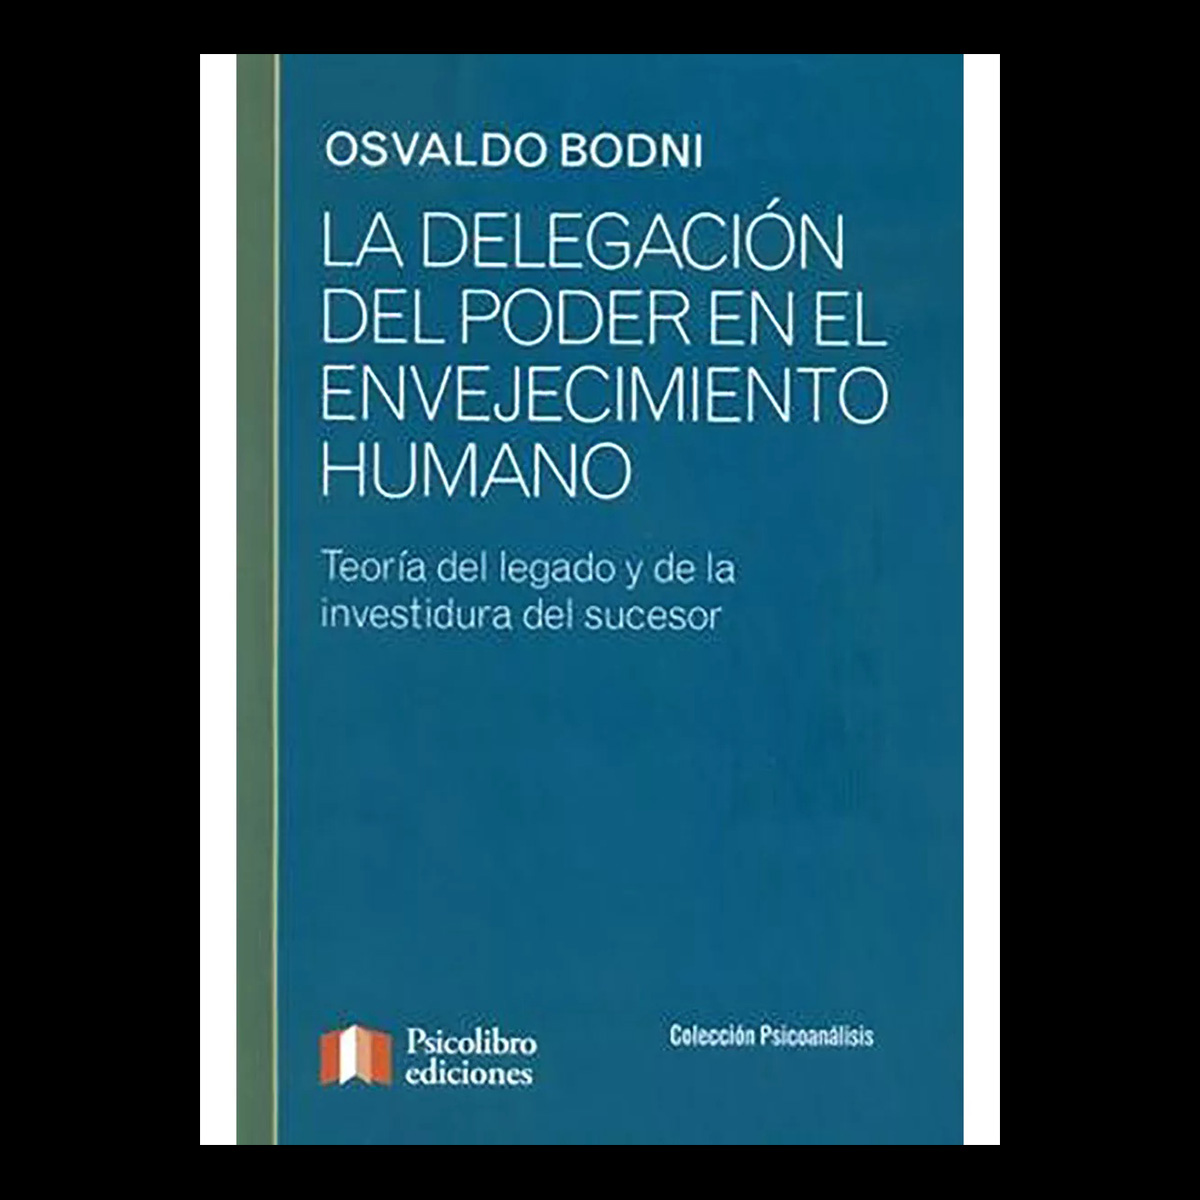 OSVALDO BODNI
LA DELEGACIÓN
DEL PODER EN EL
ENVEJECIMIENTO
HUMANO
Teoría del legado y de la
investidura del sucesor
Psicolibro
ediciones
Colección Psicoanálisis